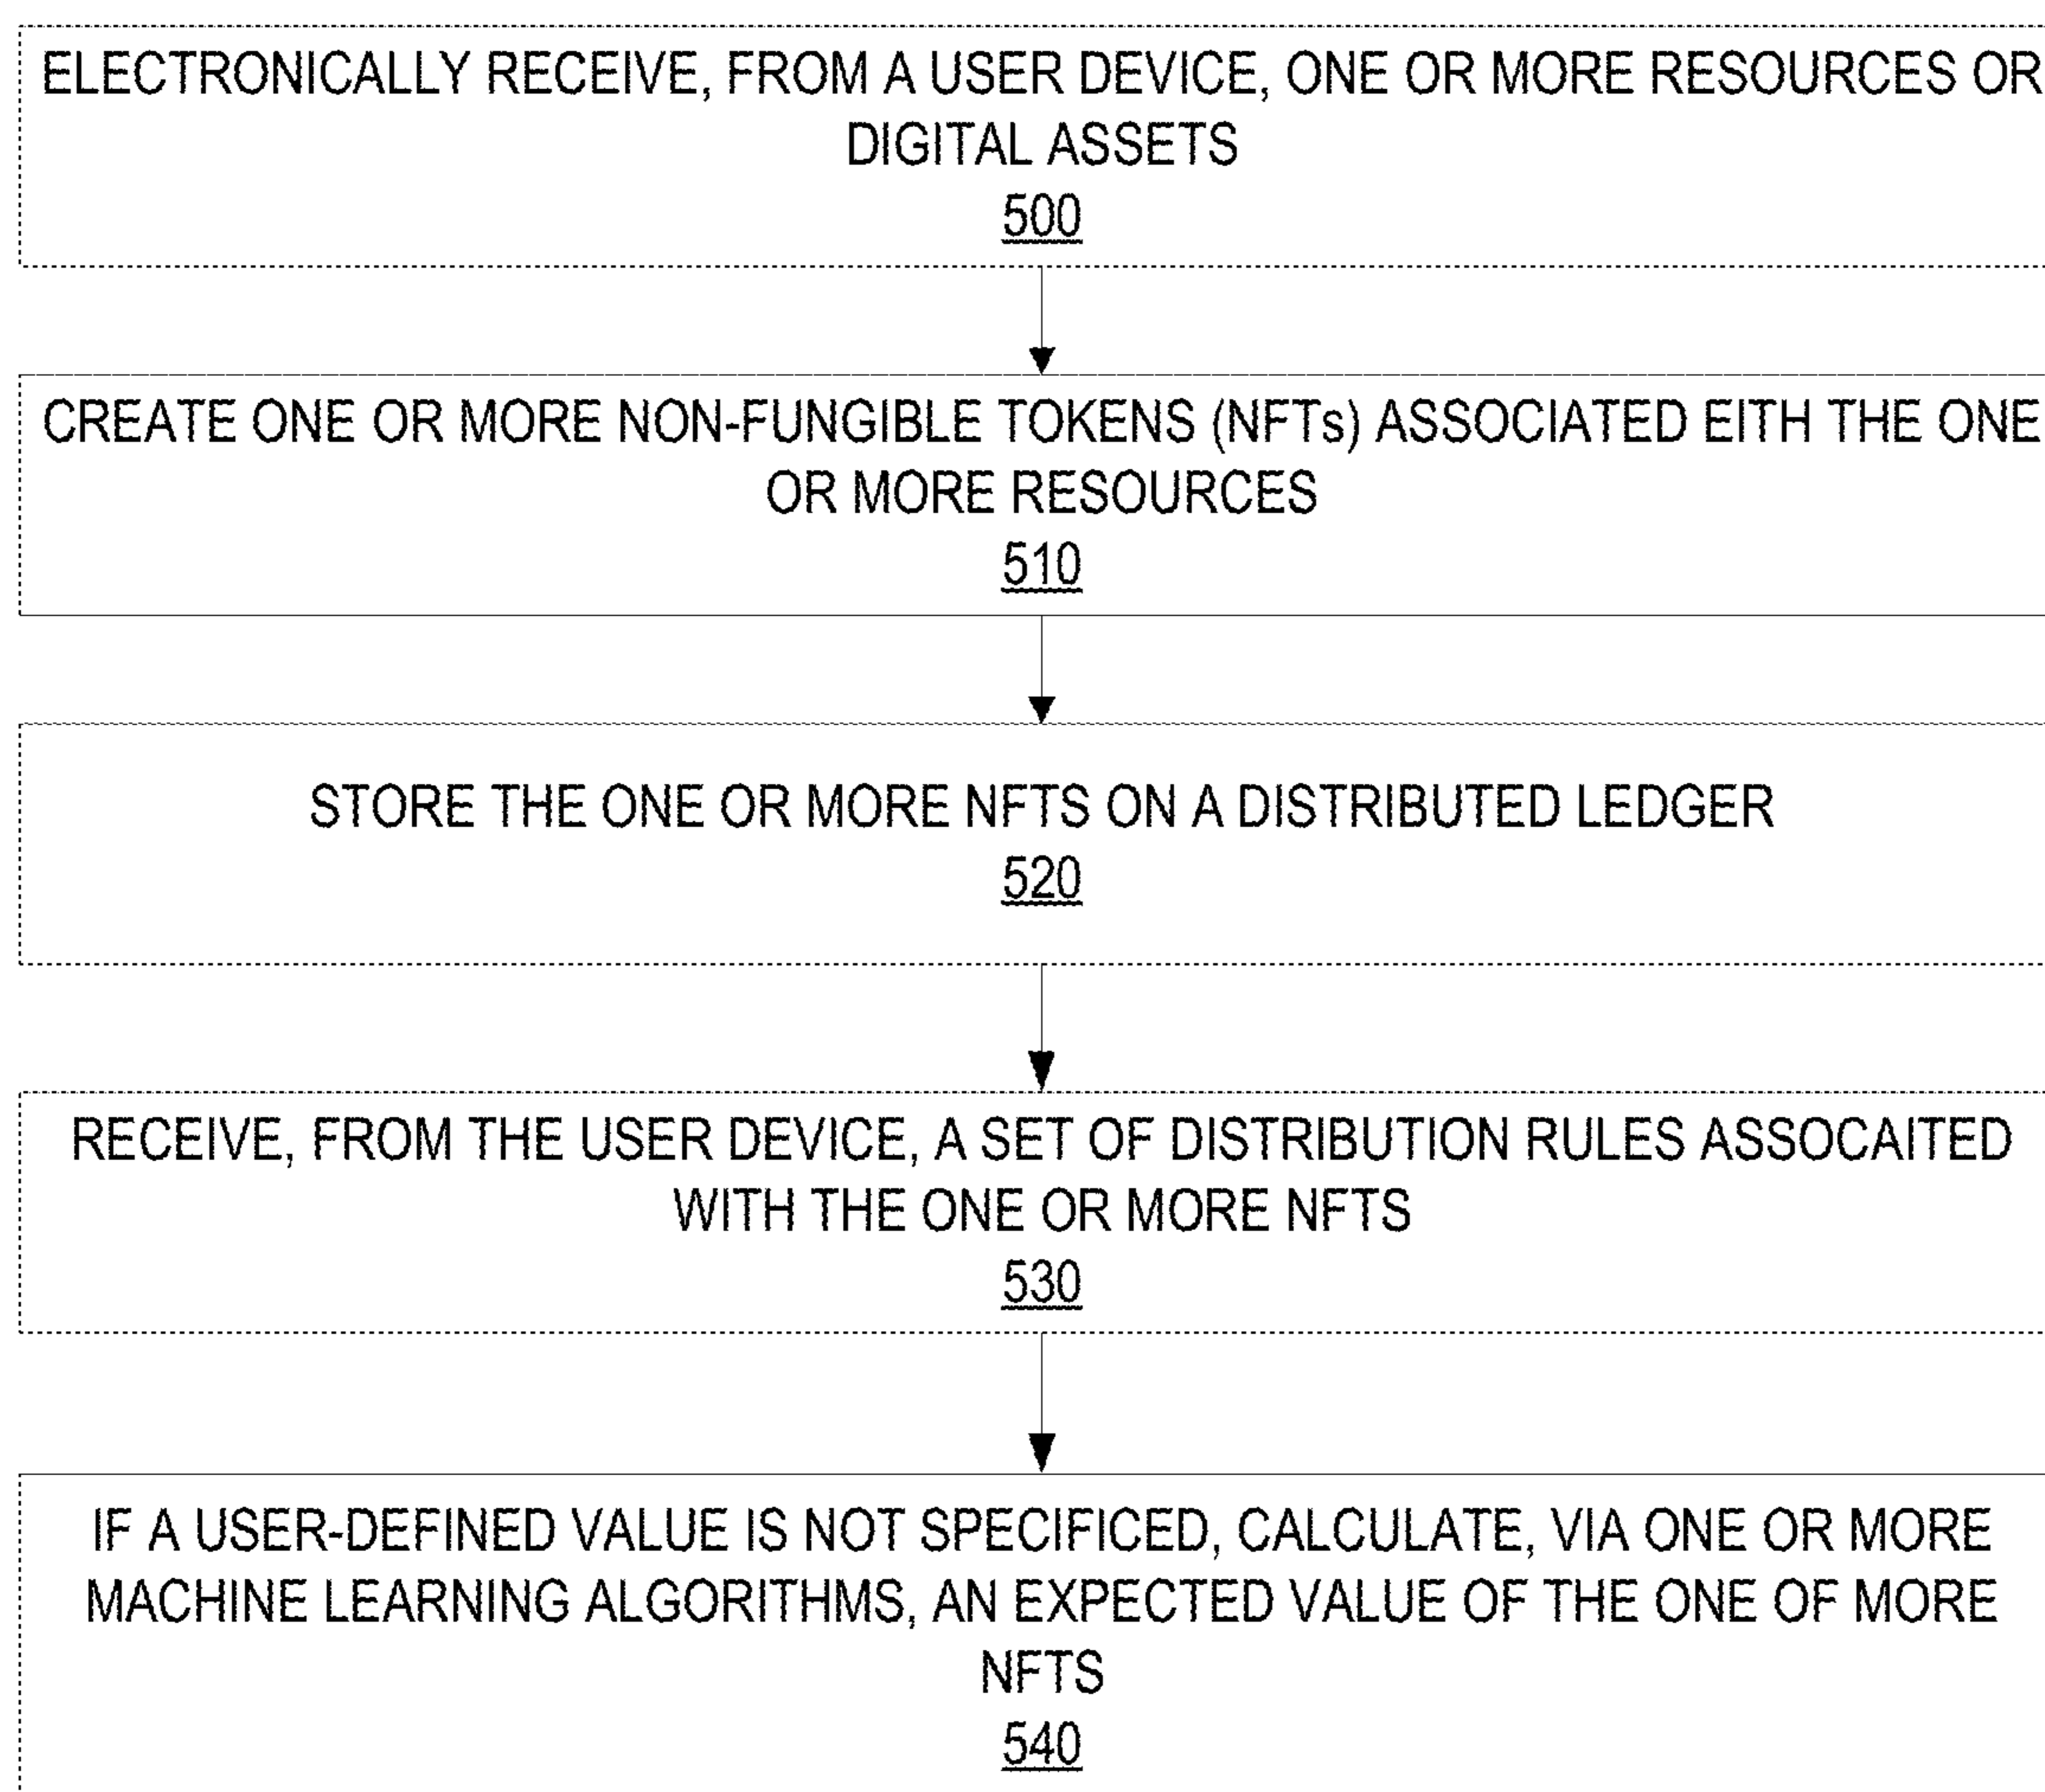 ELECTRONICALLY RECEIVE, FROM A USER DEVICE, ONE OR MORE RESOURCES OR
DIGITAL ASSETS
500
CREATE ONE OR MORE NON-FUNGIBLE TOKENS (NFTs) ASSOCIATED EITH THE ONE
OR MORE RESOURCES
510
STORE THE ONE OR MORE NFTS ON A DISTRIBUTED LEDGER
520
RECEIVE, FROM THE USER DEVICE, A SET OF DISTRIBUTION RULES ASSOCAITED
WITH THE ONE OR MORE NFTS
530
IF A USER-DEFINED VALUE IS NOT SPECIFICED, CALCULATE, VIA ONE OR MORE
MACHINE LEARNING ALGORITHMS, AN EXPECTED VALUE OF THE ONE OF MORE
NFTS
540